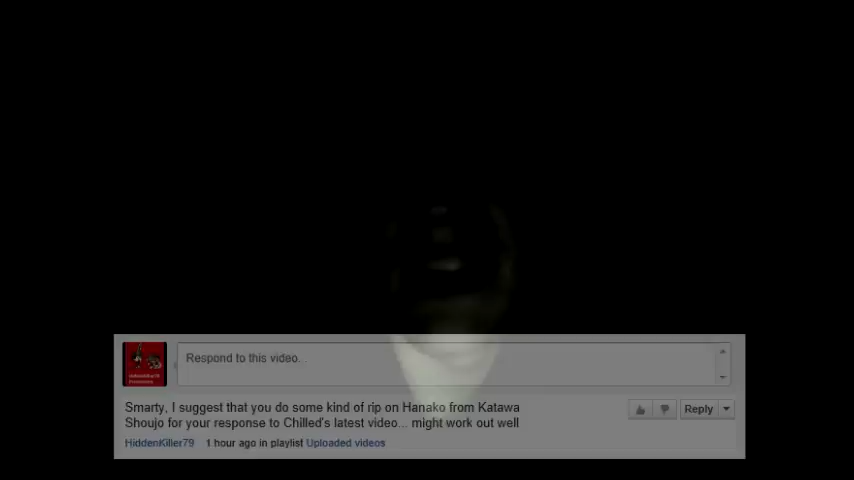 Respond to this video...
Smarty, I suggest that you do some kind of rip on Hanako from Katawa
Shoujo for your response to Chilled's latest video... might work out well
Reply
HiddenKiller79 1 hour ago in playlist Uploaded videos